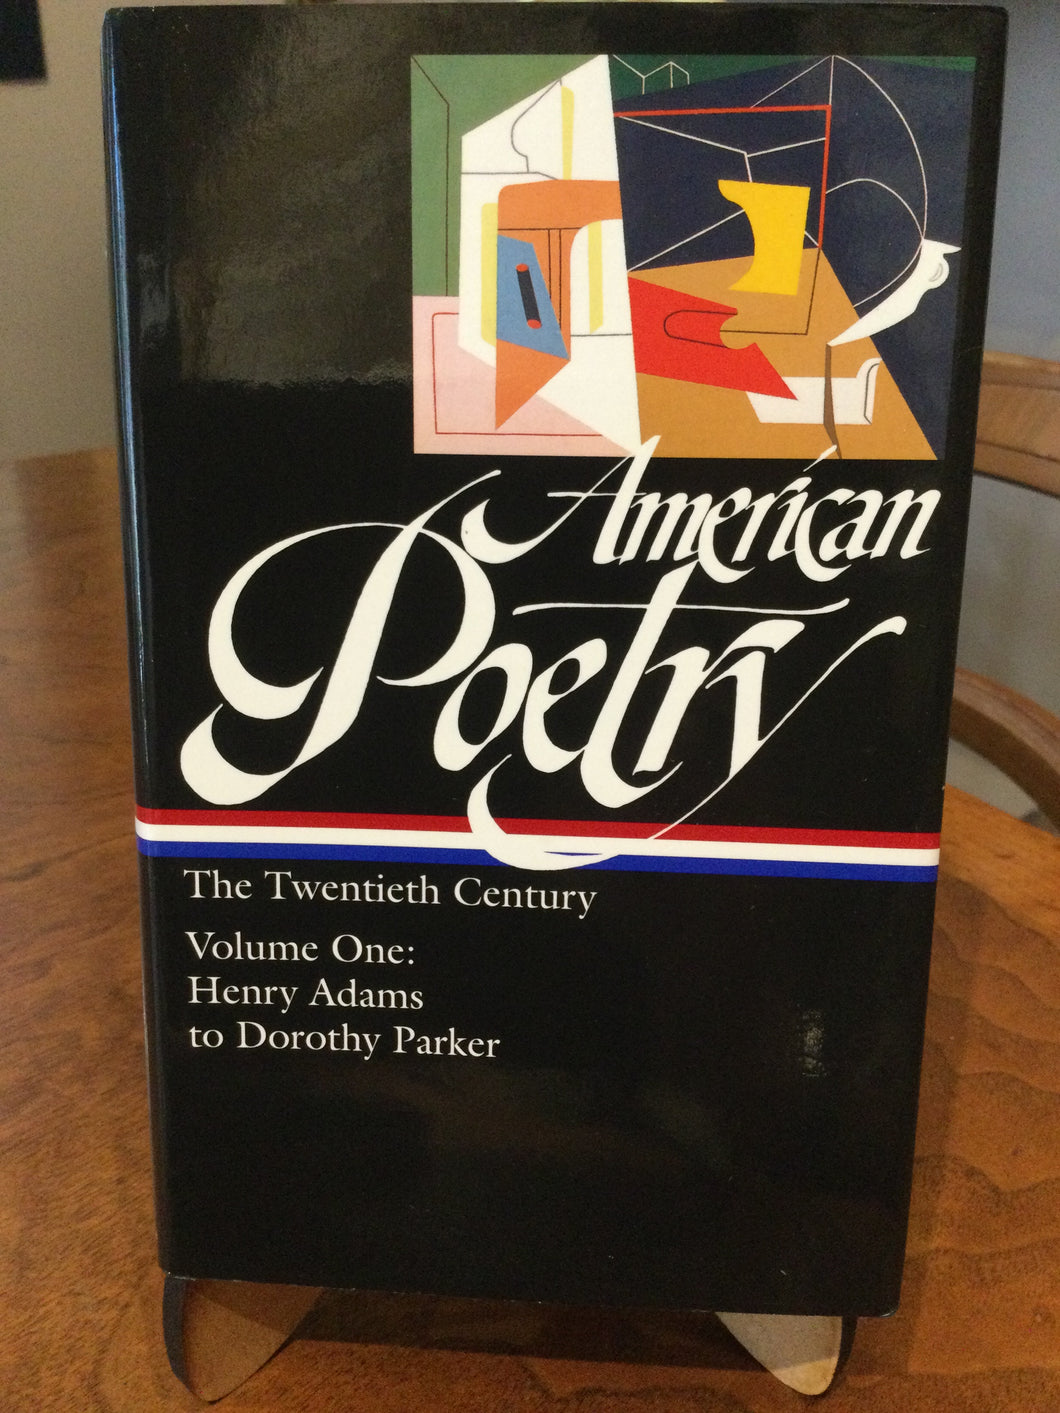 American
Poetry
The Twentieth Century
Volume One:
Henry Adams
to Dorothy Parker